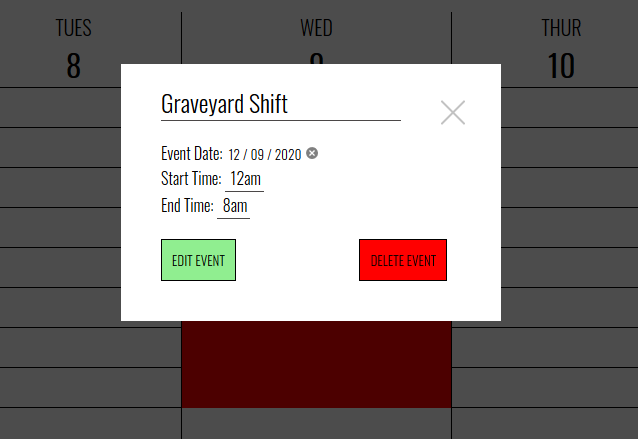 TUES
WED
THUR
8
9
10
Graveyard Shift
Event Date: 12 / 09 / 2020
Start Time: 12am
End Time: 8am
EDIT EVENT
DELETE EVENT